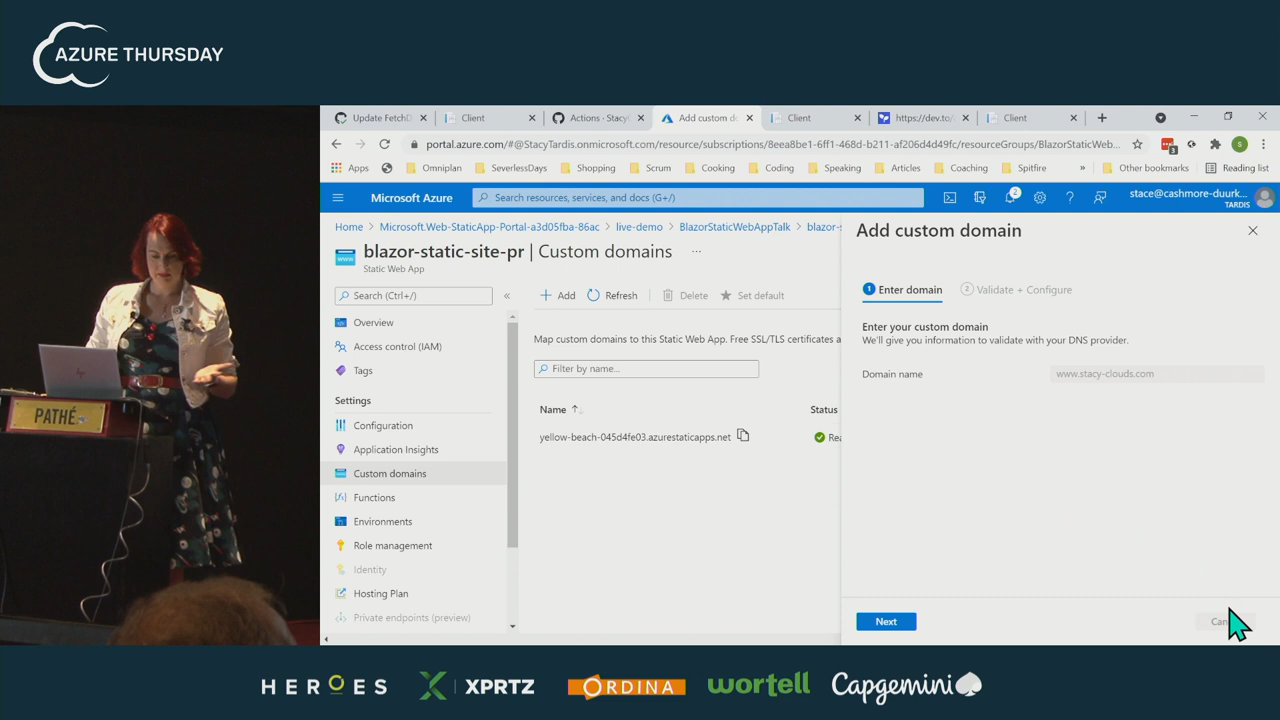 AZURE THURSDAY
Update FetchD
Client
Actions · Stacy
Add custom do
Client
https://dev.to/
Client
portal.azure.com/#@StacyTardis.onmicrosoft.com/resource/subscriptions/8eea8be1-6ff1-468d-b211-af206d4d49fc/resourceGroups/BlazorStaticWeb...
3
S
Apps
Omniplan
SeverlessDays
Shopping
Scrum
Cooking
Coding
Speaking
Articles
Coaching
Spitfire
Other bookmarks
Reading list
Microsoft Azure
Search resources, services, and docs (G+/)
2
stace@cashmore-duurk...
TARDIS
Home > Microsoft.Web-StaticApp-Portal-a3d05fba-86ac > live-demo > BlazorStaticWebAppTalk > blazor-s
blazor-static-site-pr | Custom domains ...
Static Web App
Search (Ctrl+/)
«
Overview
Access control (IAM)
Tags
Settings
Configuration
Application Insights
Custom domains
Functions
Environments
Role management
Identity
Hosting Plan
Private endpoints (preview)
Add
Refresh
Delete
Set default
Map custom domains to this Static Web App. Free SSL/TLS certificates a
Filter by name...
Name
Status
yellow-beach-045d4fe03.azurestaticapps.net
Rea
Add custom domain
1 Enter domain
2 Validate + Configure
Enter your custom domain
We'll give you information to validate with your DNS provider.
Domain name
www.stacy-clouds.com
Next
Can
PATHÉ
HEROES
XPRTZ
ORDINA
wortell
Capgemini